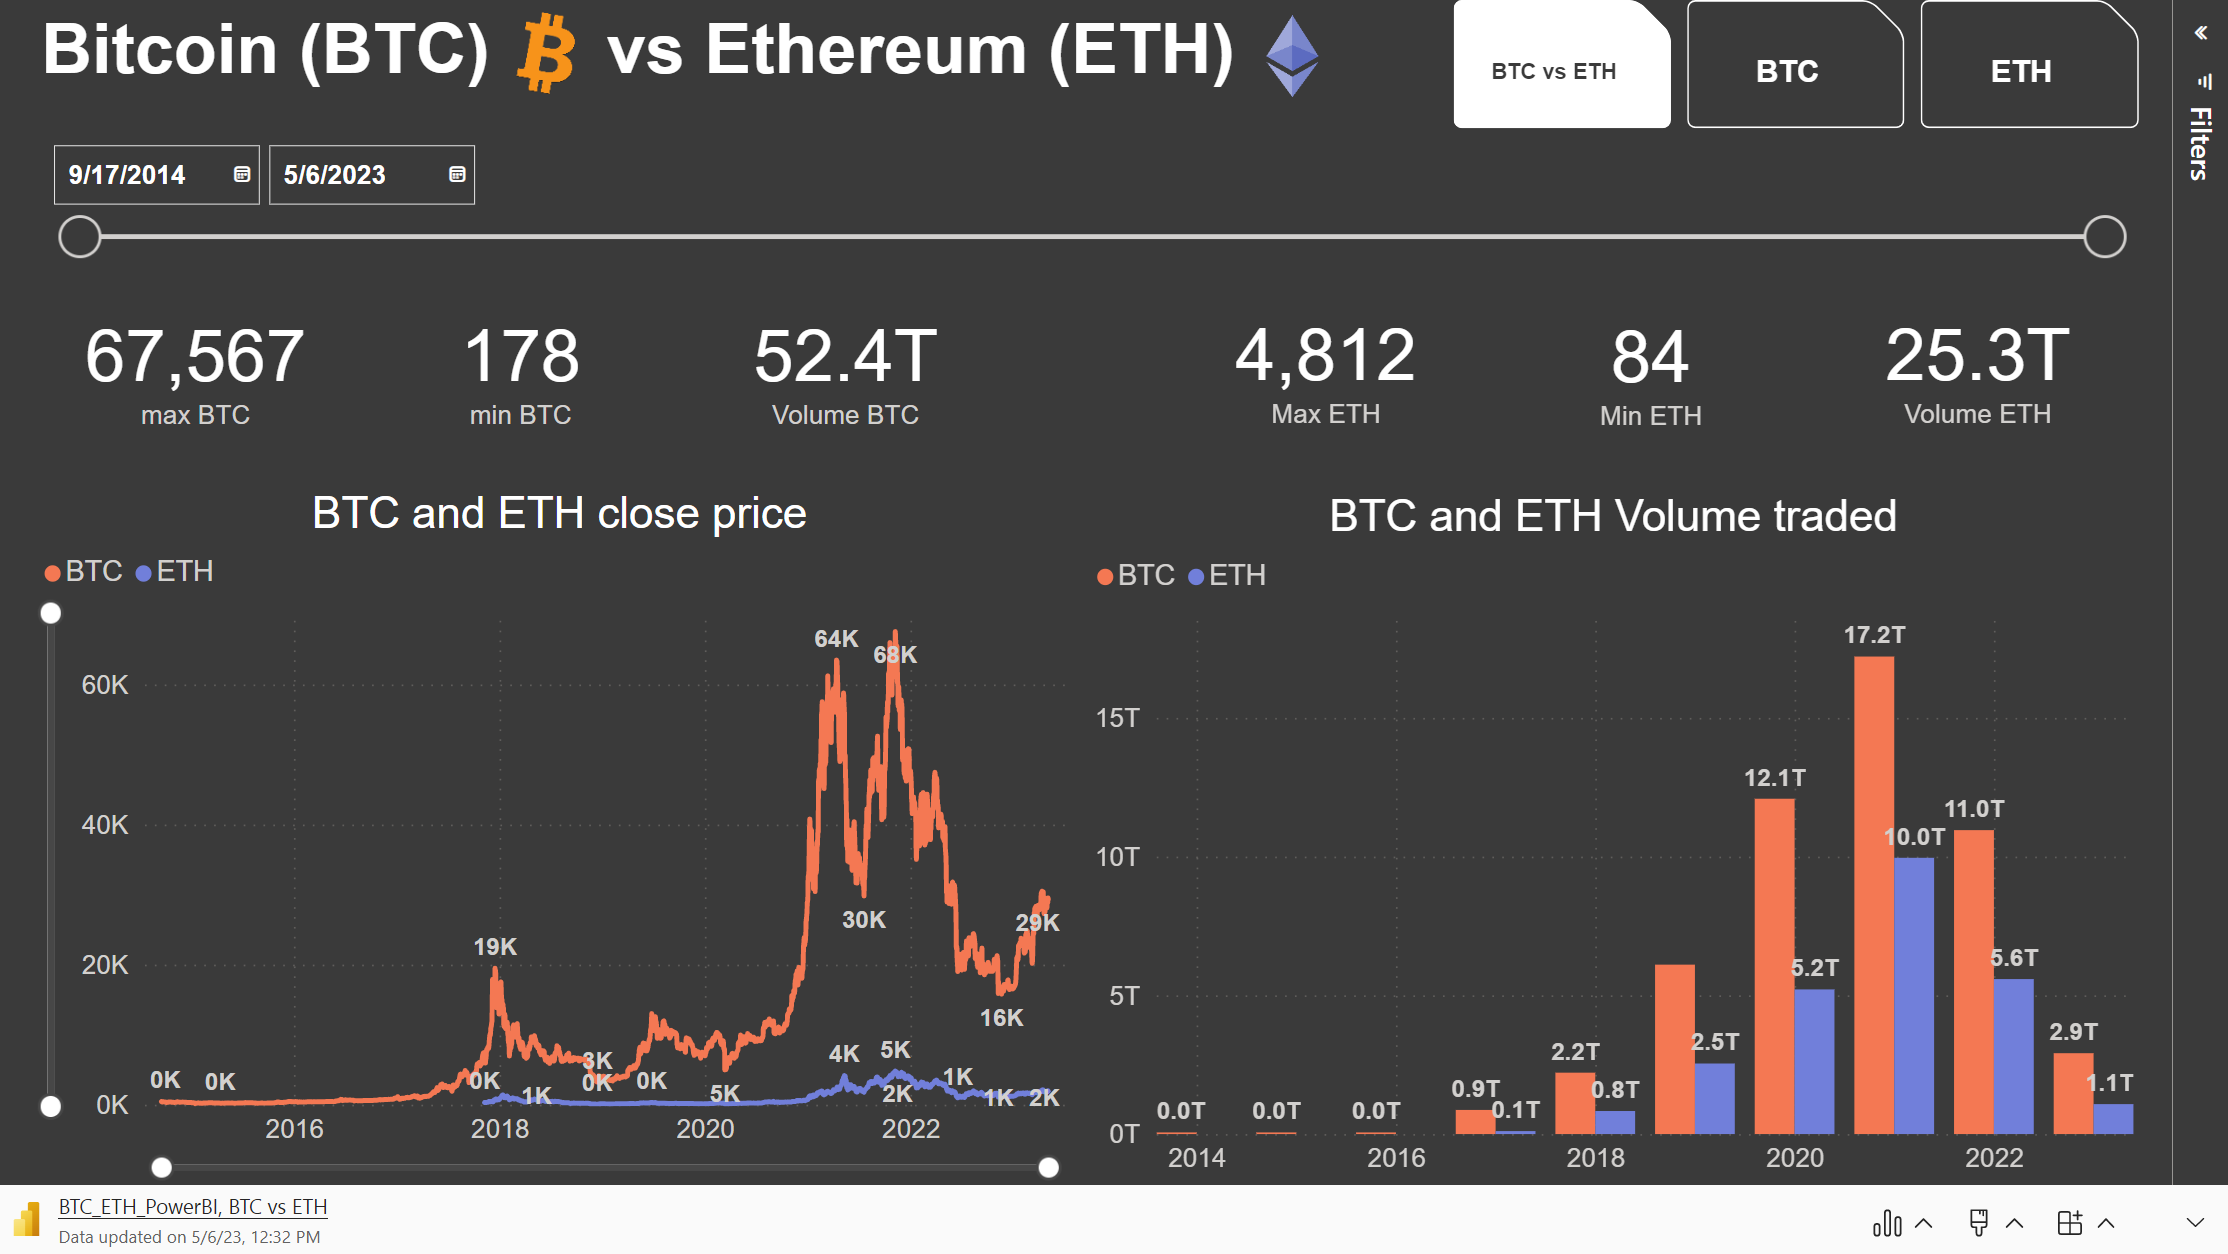 Bitcoin (BTC) vs Ethereum (ETH)
BTC vs ETH
BTC
ETH
Filters
9/17/2014
5/6/2023
67,567
max BTC
178
min BTC
52.4T
Volume BTC
4,812
Max ETH
84
Min ETH
25.3T
Volume ETH
BTC and ETH close price
BTC ETH
60K
40K
20K
0K
64K
68K
30K
29K
19K
16K
3K
0K
0K
0K
0K
1K
0K
5K
4K
5K
2K
1K
1K
2K
2016 2018 2020 2022
BTC and ETH Volume traded
BTC ETH
15T
10T
5T
0T
17.2T
12.1T
11.0T
10.0T
5.2T
5.6T
2.5T
2.9T
2.2T
0.8T
0.9T
0.1T
1.1T
0.0T
0.0T
0.0T
2014 2016 2018 2020 2022
BTC_ETH_PowerBI, BTC vs ETH
Data updated on 5/6/23, 12:32 PM